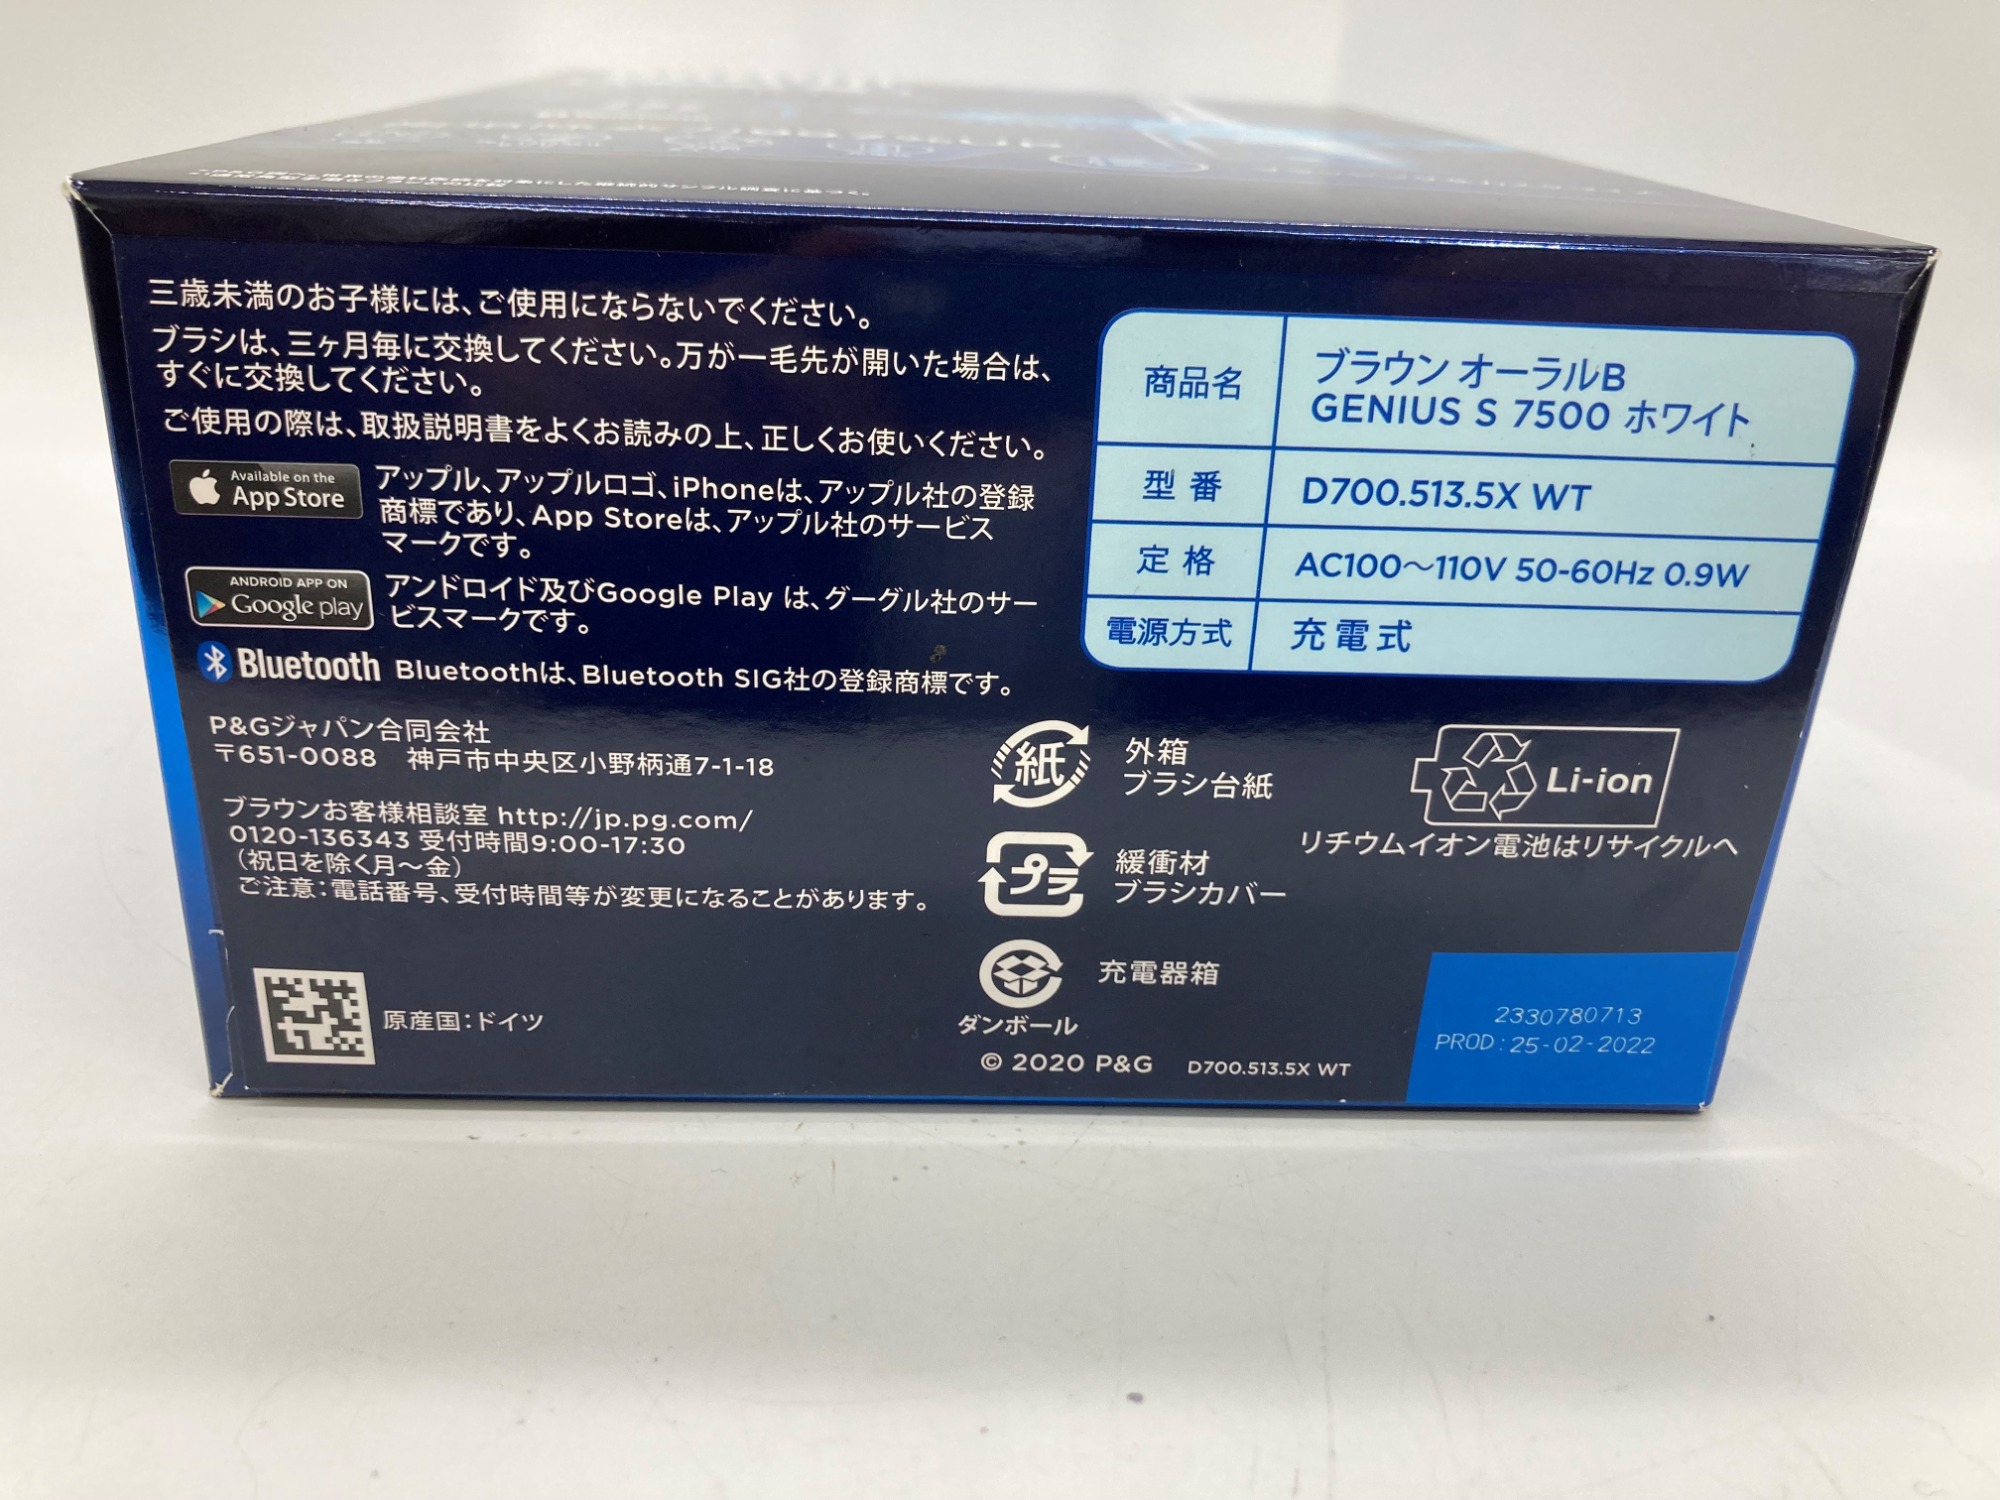 三歳未満のお子様には、ご使用にならないでください。
ブラシは、三ヶ月毎に交換してください。万が一毛先が開いた場合は、
すぐに交換してください。
ご使用の際は、取扱説明書をよくお読みの上、正しくお使いください。
Available on the
App Store
アップル、アップルロゴ、iPhoneは、アップル社の登録
商標であり、App Storeは、アップル社のサービス
マークです。
ANDROID APP ON
Google play
アンドロイド及びGoogle Play は、グーグル社のサー
ビスマークです。
Bluetooth
Bluetoothは、Bluetooth SIG社の登録商標です。
P&Gジャパン合同会社
〒651-0088 神戸市中央区小野柄通7-1-18
ブラウンお客様相談室 http://jp.pg.com/
0120-136343 受付時間9:00-17:30
(祝日を除く月〜金)
ご注意：電話番号、受付時間等が変更になることがあります。
原産国：ドイツ
商品名
ブラウン オーラルB
GENIUS S 7500 ホワイト
型番
D700.513.5X WT
定格
AC100〜110V 50-60Hz 0.9W
電源方式
充電式
紙
外箱
ブラシ台紙
プラ
緩衝材
ブラシカバー
充電器箱
ダンボール
Li-ion
リチウムイオン電池はリサイクルへ
© 2020 P&G
D700.513.5X WT
2330780713
PROD:25-02-2022